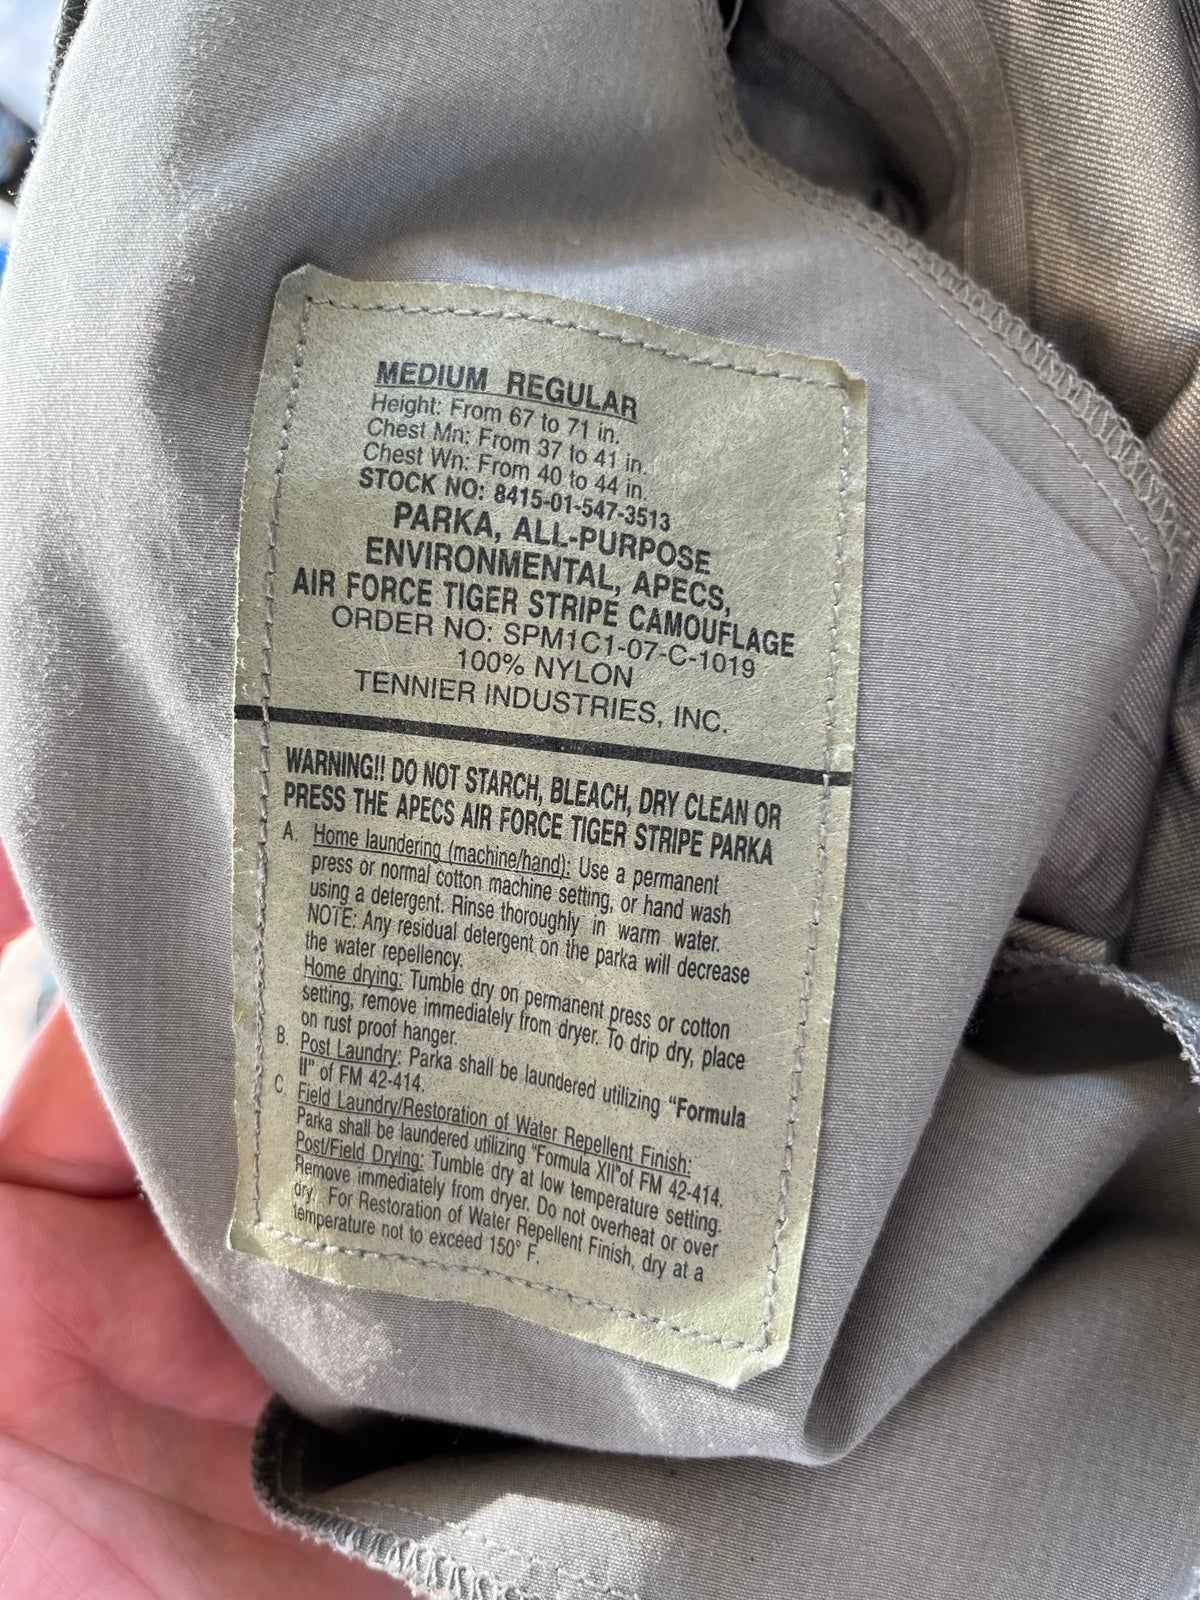 MEDIUM REGULAR
Height: From 67 to 71 in.
Chest Mn: From 37 to 41 in.
Chest Wn: From 40 to 44 in.
STOCK NO: 8415-01-547-3513
PARKA, ALL-PURPOSE
ENVIRONMENTAL, APECS,
AIR FORCE TIGER STRIPE CAMOUFLAGE
ORDER NO: SPM1C1-07-C-1019
100% NYLON
TENNIER INDUSTRIES, INC.
WARNING!! DO NOT STARCH, BLEACH, DRY CLEAN OR
PRESS THE APECS AIR FORCE TIGER STRIPE PARKA
A. Home laundering (machine/hand): Use a permanent
press or normal cotton machine setting, or hand wash
using a detergent. Rinse thoroughly in warm water.
NOTE: Any residual detergent on the parka will decrease
the water repellency.
Home drying: Tumble dry on permanent press or cotton
setting, remove immediately from dryer. To drip dry, place
on rust proof hanger.
B. Post Laundry: Parka shall be laundered utilizing "Formula
II" of FM 42-414.
C. Field Laundry/Restoration of Water Repellent Finish:
Parka shall be laundered utilizing "Formula XII"of FM 42-414.
Post/Field Drying: Tumble dry at low temperature setting.
Remove immediately from dryer. Do not overheat or over
dry. For Restoration of Water Repellent Finish, dry at a
temperature not to exceed 150° F.